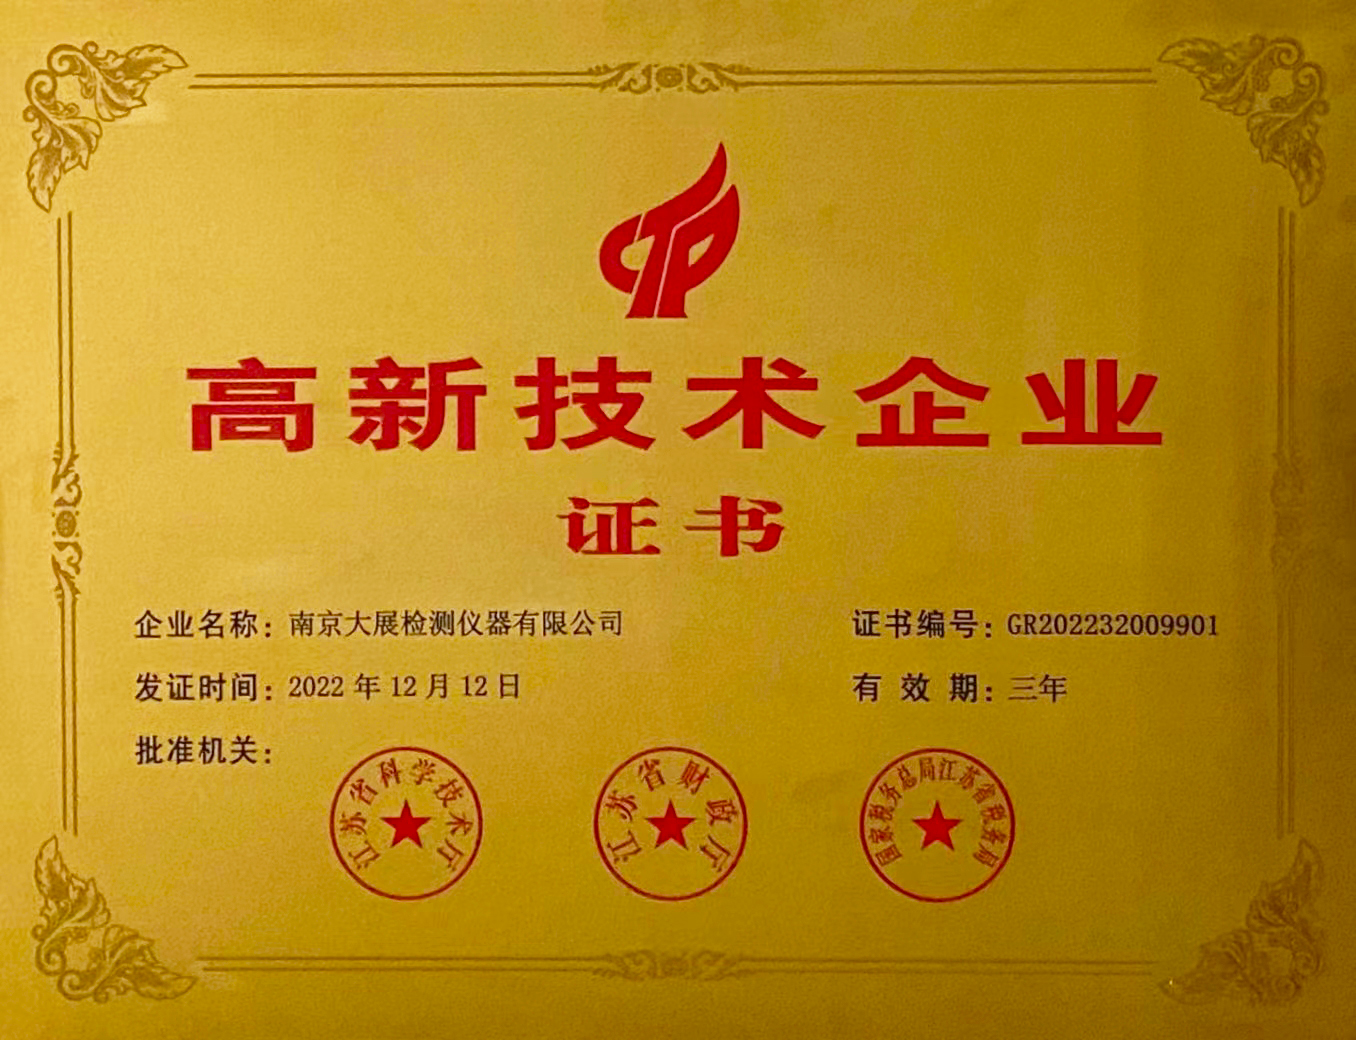 高新技术企业
证书
企业名称：南京大展检测仪器有限公司
证书编号：GR202232009901
发证时间：2022年12月12日
有效期：三年
批准机关：
江苏省科学技术厅
江苏省财政厅
国家税务总局江苏省税务局